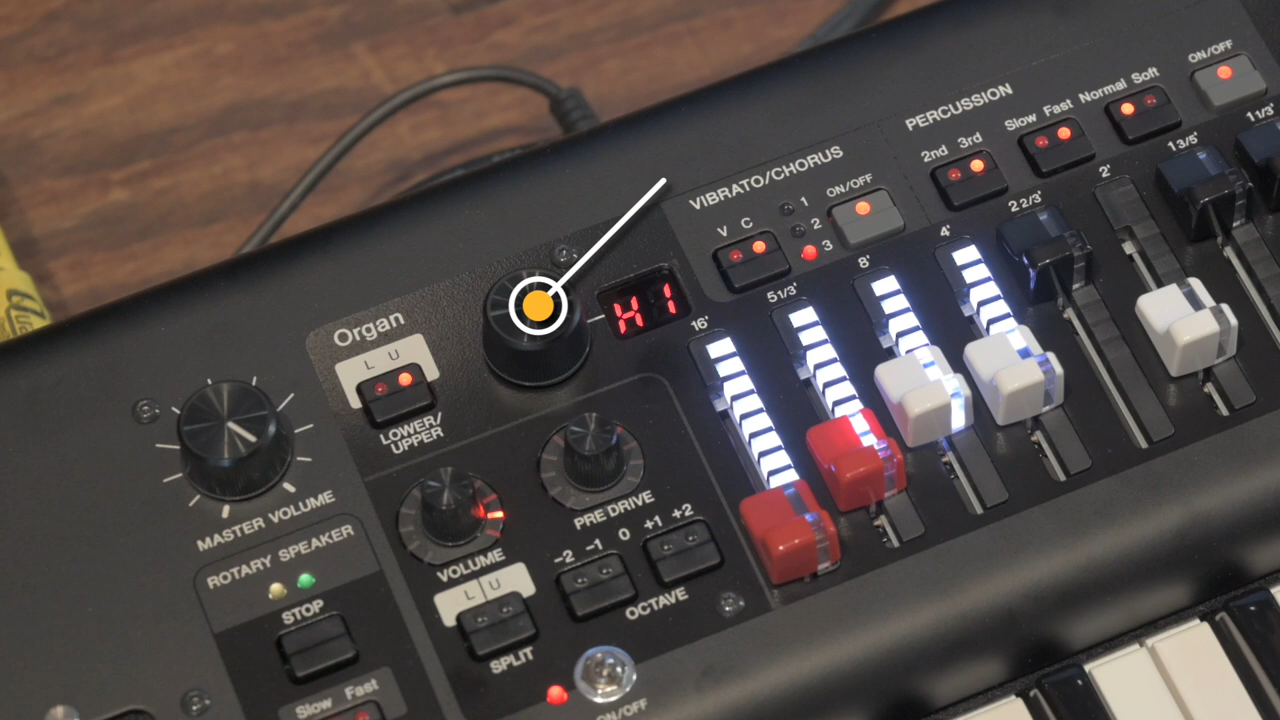 ON/OFF
PERCUSSION
Normal Soft
Slow Fast
2nd 3rd
VIBRATO/CHORUS
ON/OFF
V C
1
2
3
1 1/3'
1 3/5'
2'
2 2/3'
4'
8'
5 1/3'
16'
H1
Organ
L U
LOWER/
UPPER
MASTER VOLUME
PRE DRIVE
VOLUME
-2 -1 0 +1 +2
OCTAVE
L U
SPLIT
ROTARY SPEAKER
STOP
Slow Fast
ON/OFF